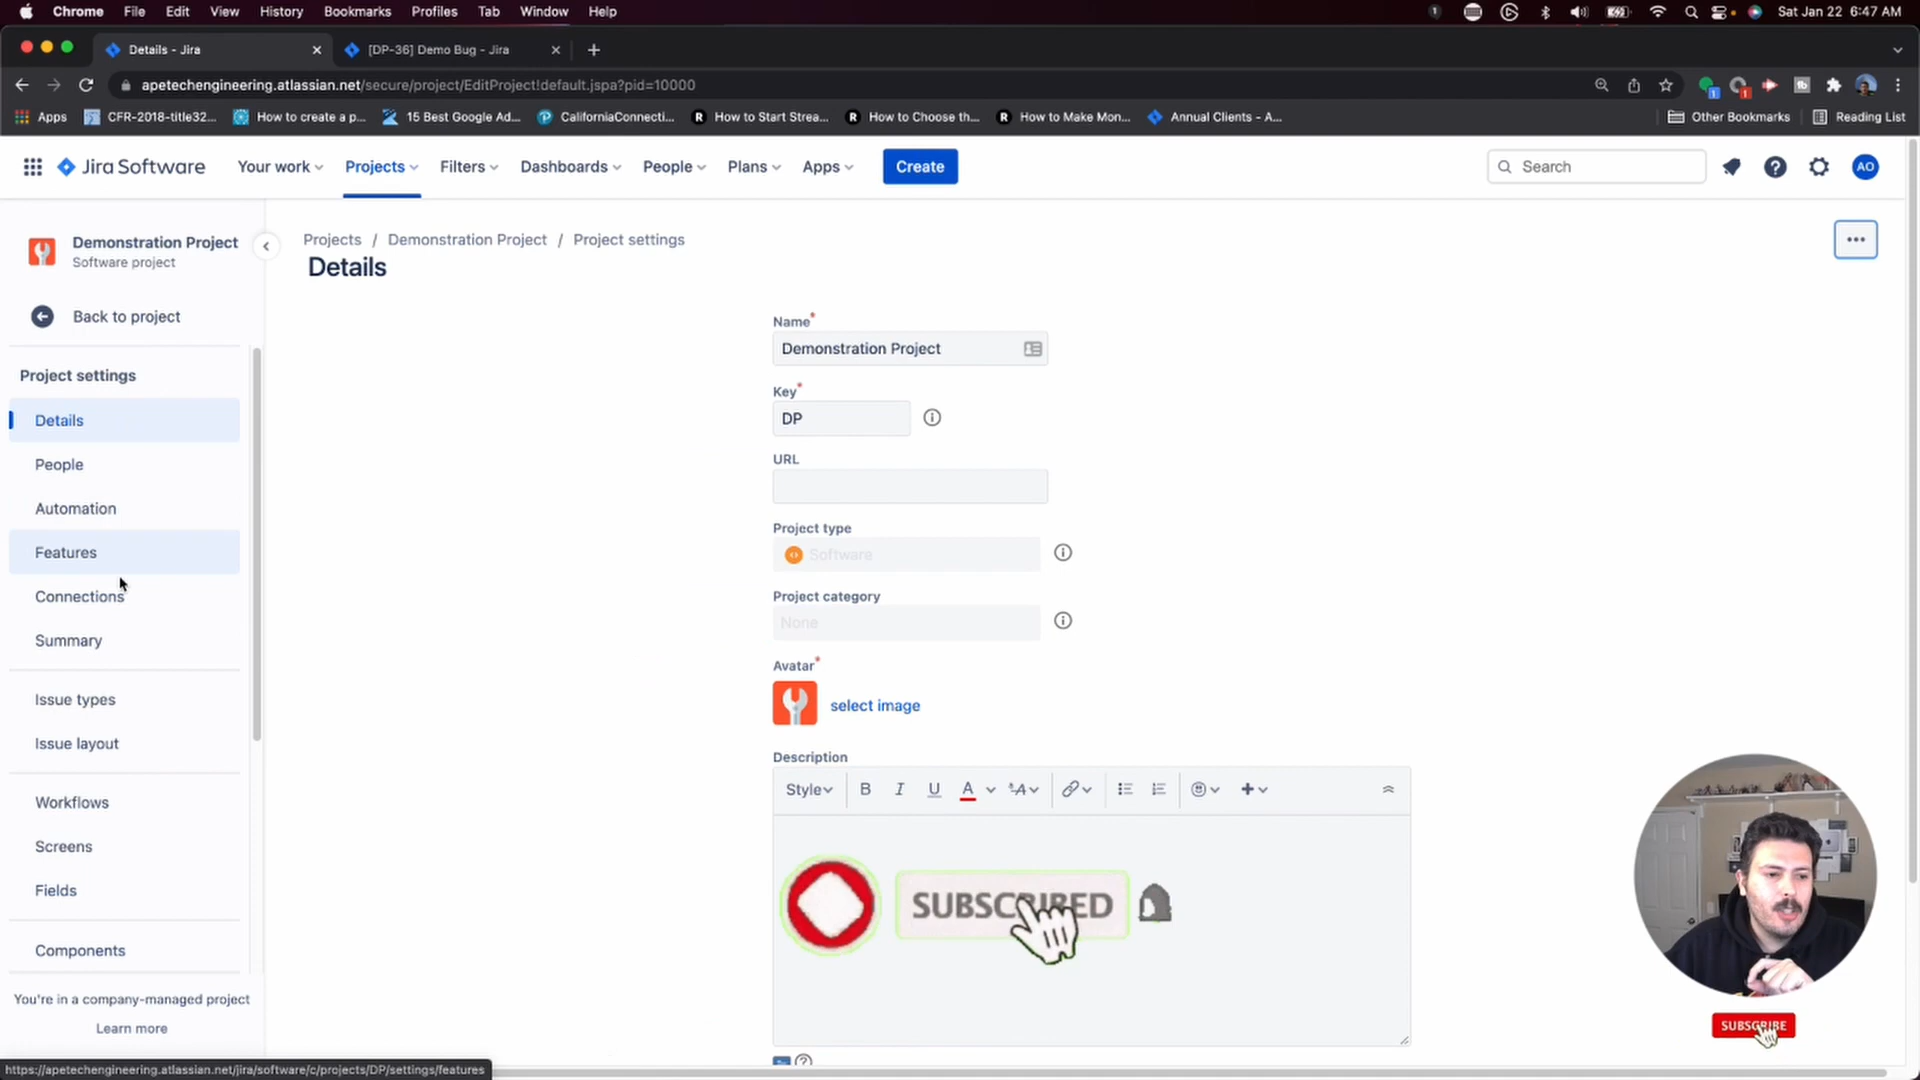 Chrome File Edit View History Bookmarks Profiles Tab Window Help Sat Jan 22 6:47 AM
Details - Jira [DP-36] Demo Bug - Jira
apetechengineering.atlassian.net/secure/project/EditProject!default.jspa?pid=10000
Apps CFR-2018-title32... How to create a p... 15 Best Google Ad... CaliforniaConnecti... How to Start Strea... How to Choose th... How to Make Mon... Annual Clients - A... Other Bookmarks Reading List
Jira Software Your work Projects Filters Dashboards People Plans Apps Create Search AO
Demonstration Project
Software project
Back to project
Project settings
Details
People
Automation
Features
Connections
Summary
Issue types
Issue layout
Workflows
Screens
Fields
Components
You're in a company-managed project
Learn more
Projects / Demonstration Project / Project settings
Details
Name*
Demonstration Project
Key*
DP
URL
Project type
Software
Project category
None
Avatar*
select image
Description
Style B I U A
SUBSCRIBED
SUBSCRIBE
https://apetechengineering.atlassian.net/jira/software/c/projects/DP/settings/features